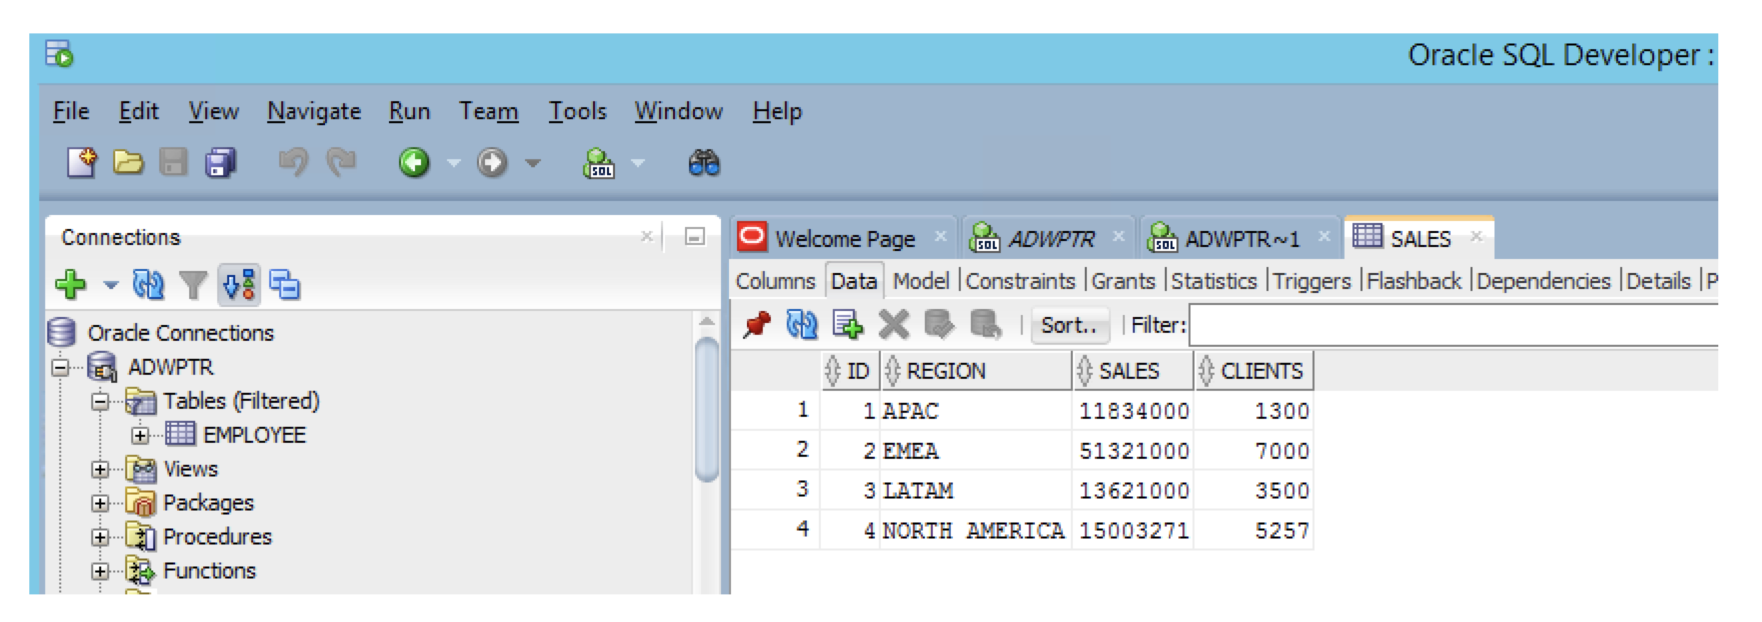 Oracle SQL Developer :
File Edit View Navigate Run Team Tools Window Help
SQL
Connections
Welcome Page
SQL ADWPTR
SQL ADWPTR~1
SALES
Columns Data Model Constraints Grants Statistics Triggers Flashback Dependencies Details P
Sort.. Filter:
Oracle Connections
ADWPTR
Tables (Filtered)
EMPLOYEE
Views
Packages
Procedures
Functions
ID REGION SALES CLIENTS
1 1 APAC 11834000 1300
2 2 EMEA 51321000 7000
3 3 LATAM 13621000 3500
4 4 NORTH AMERICA 15003271 5257